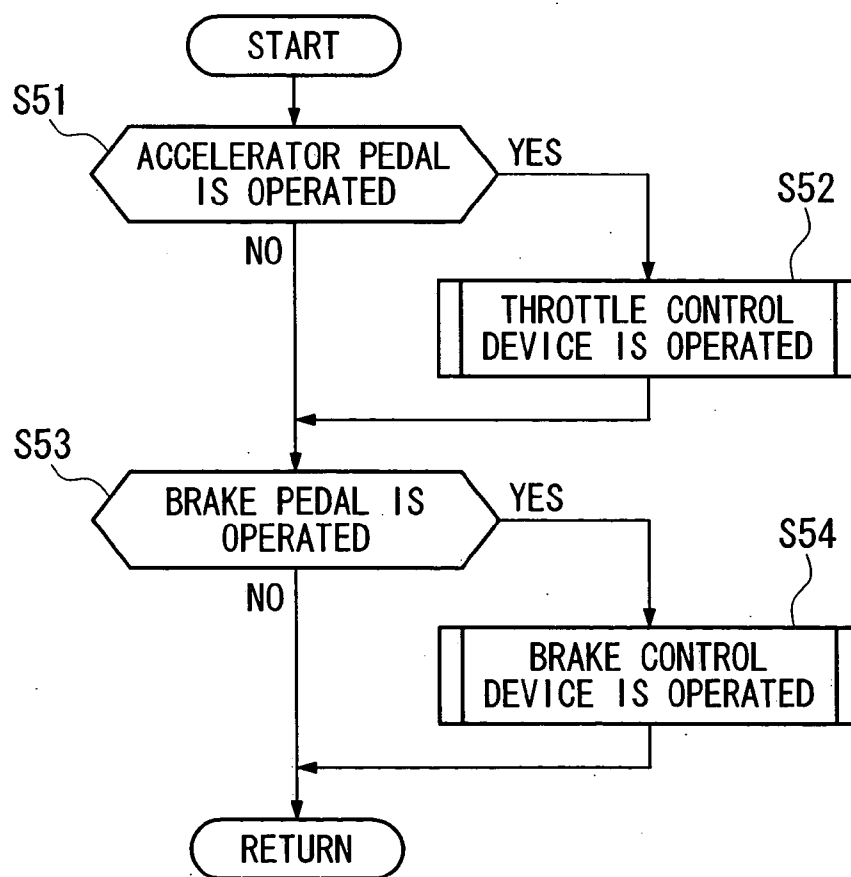 START
S51
ACCELERATOR PEDAL
IS OPERATED
YES
NO
S52
THROTTLE CONTROL
DEVICE IS OPERATED
S53
BRAKE PEDAL IS
OPERATED
YES
NO
S54
BRAKE CONTROL
DEVICE IS OPERATED
RETURN